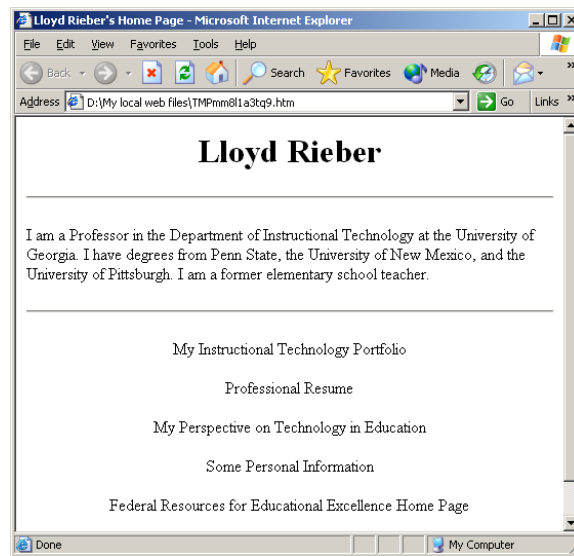 Lloyd Rieber's Home Page - Microsoft Internet Explorer
File Edit View Favorites Tools Help
Back Search Favorites Media »
Address D:\My local web files\TMPmm8l1a3tq9.htm Go Links »
Lloyd Rieber
I am a Professor in the Department of Instructional Technology at the University of
Georgia. I have degrees from Penn State, the University of New Mexico, and the
University of Pittsburgh. I am a former elementary school teacher.
My Instructional Technology Portfolio
Professional Resume
My Perspective on Technology in Education
Some Personal Information
Federal Resources for Educational Excellence Home Page
Done My Computer